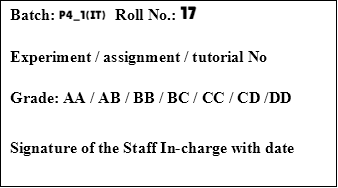 Batch: P4_1(IT) Roll No.: 17
Experiment / assignment / tutorial No
Grade: AA / AB / BB / BC / CC / CD /DD
Signature of the Staff In-charge with date